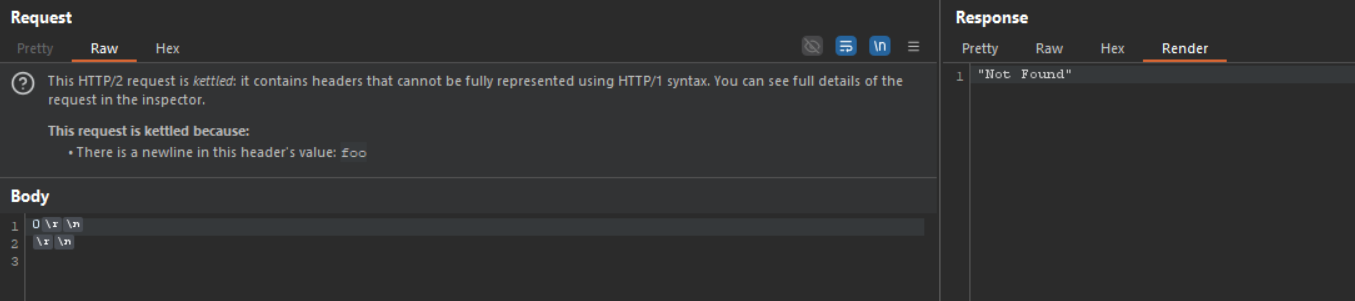 Request
Pretty Raw Hex
\n
This HTTP/2 request is kettled: it contains headers that cannot be fully represented using HTTP/1 syntax. You can see full details of the
request in the inspector.
This request is kettled because:
• There is a newline in this header's value: foo
Body
1 0 \r \n
2 \r \n
3
Response
Pretty Raw Hex Render
1 "Not Found"